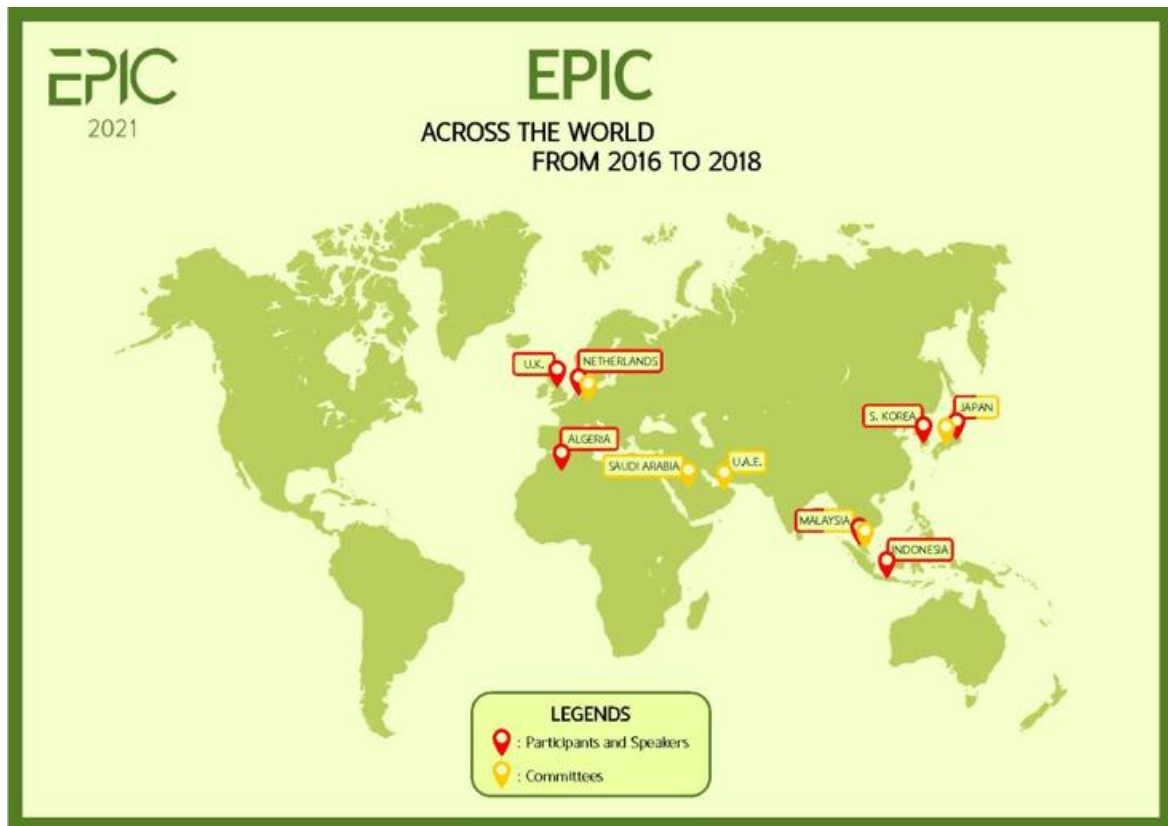 EPIC
2021
EPIC
ACROSS THE WORLD
FROM 2016 TO 2018
U.K.
NETHERLANDS
ALGERIA
SAUDI ARABIA
U.A.E.
S. KOREA
JAPAN
MALAYSIA
INDONESIA
LEGENDS
: Participants and Speakers
: Committees